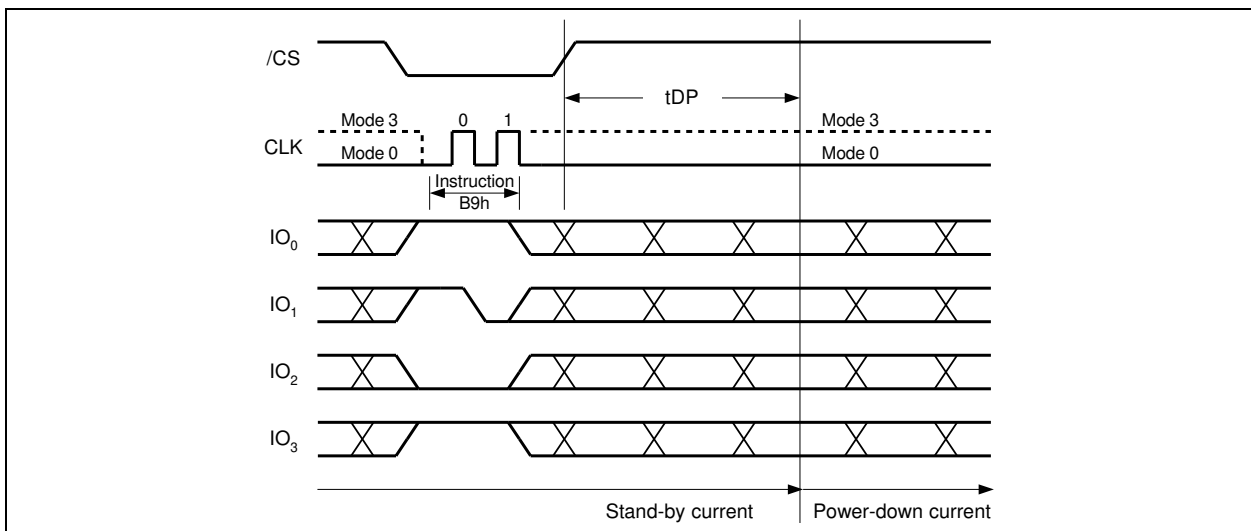 /CS
tDP
Mode 3 0 1 Mode 3
CLK
Mode 0 Mode 0
Instruction
B9h
IO0
IO1
IO2
IO3
Stand-by current Power-down current